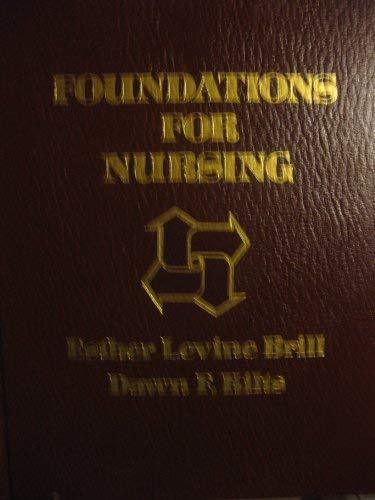 FOUNDATIONS
FOR
NURSING
Esther Levine Brill
Dawn F. Kilts